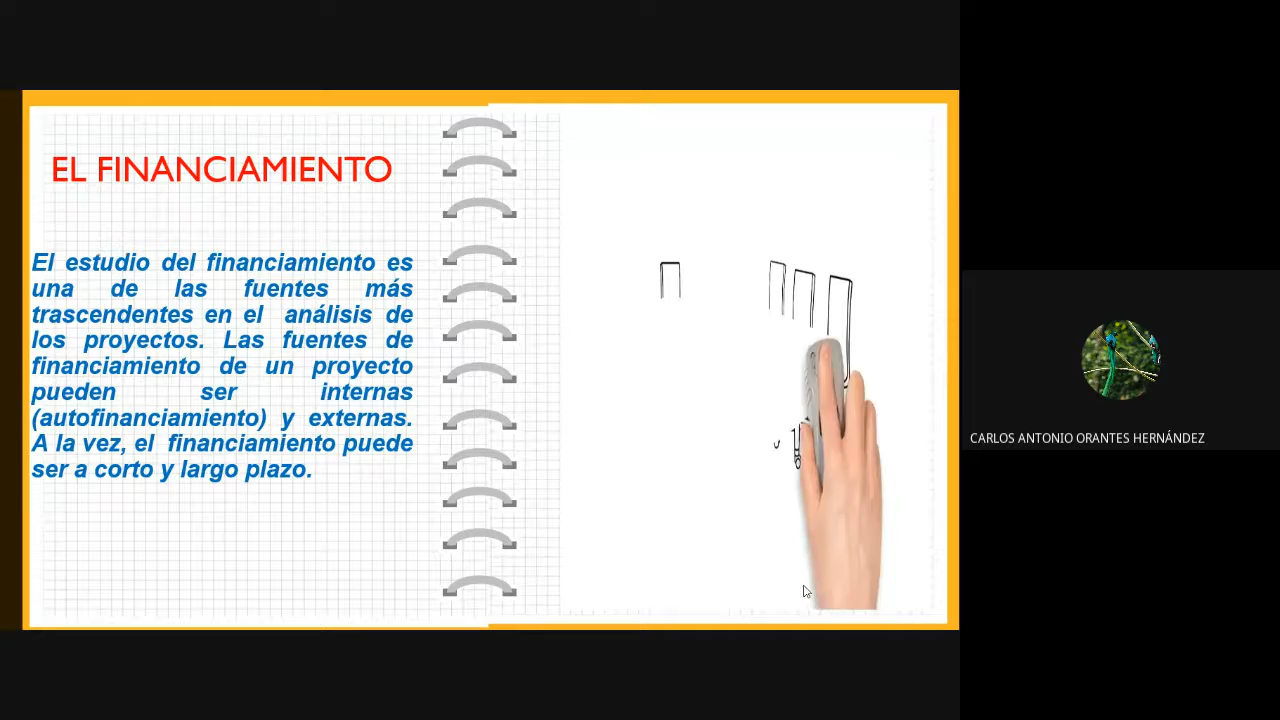 EL FINANCIAMIENTO
El estudio del financiamiento es
una de las fuentes más
trascendentes en el análisis de
los proyectos. Las fuentes de
financiamiento de un proyecto
pueden ser internas
(autofinanciamiento) y externas.
A la vez, el financiamiento puede
ser a corto y largo plazo.
CARLOS ANTONIO ORANTES HERNÁNDEZ